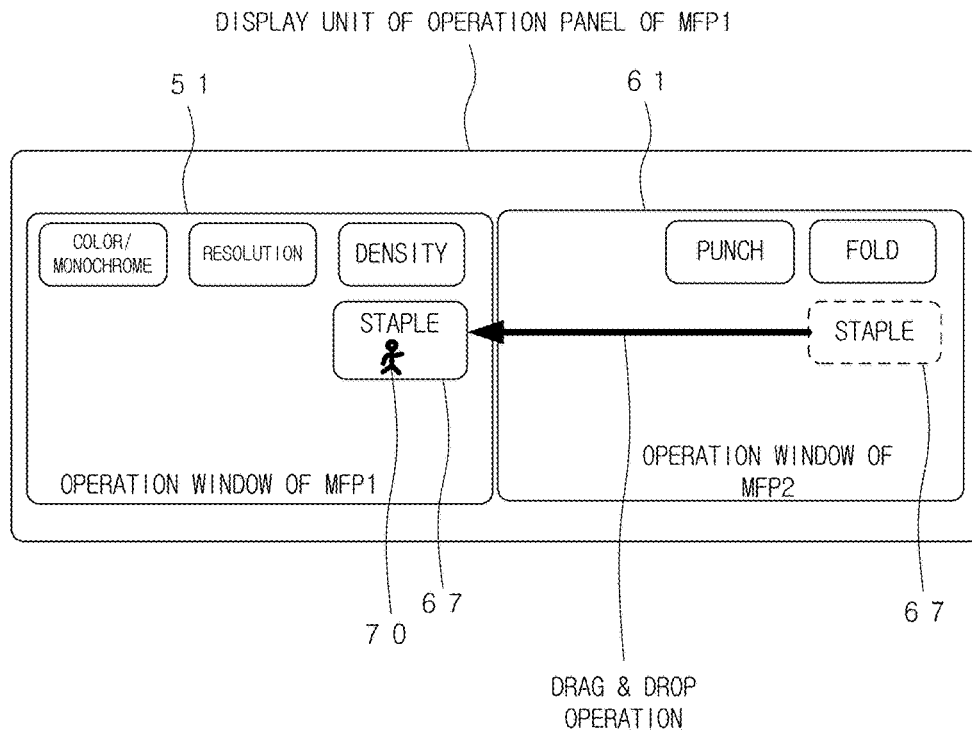 DISPLAY UNIT OF OPERATION PANEL OF MFP1
51
61
COLOR/
MONOCHROME
RESOLUTION
DENSITY
PUNCH
FOLD
STAPLE
STAPLE
OPERATION WINDOW OF MFP1
OPERATION WINDOW OF
MFP2
67
67
70
DRAG & DROP
OPERATION